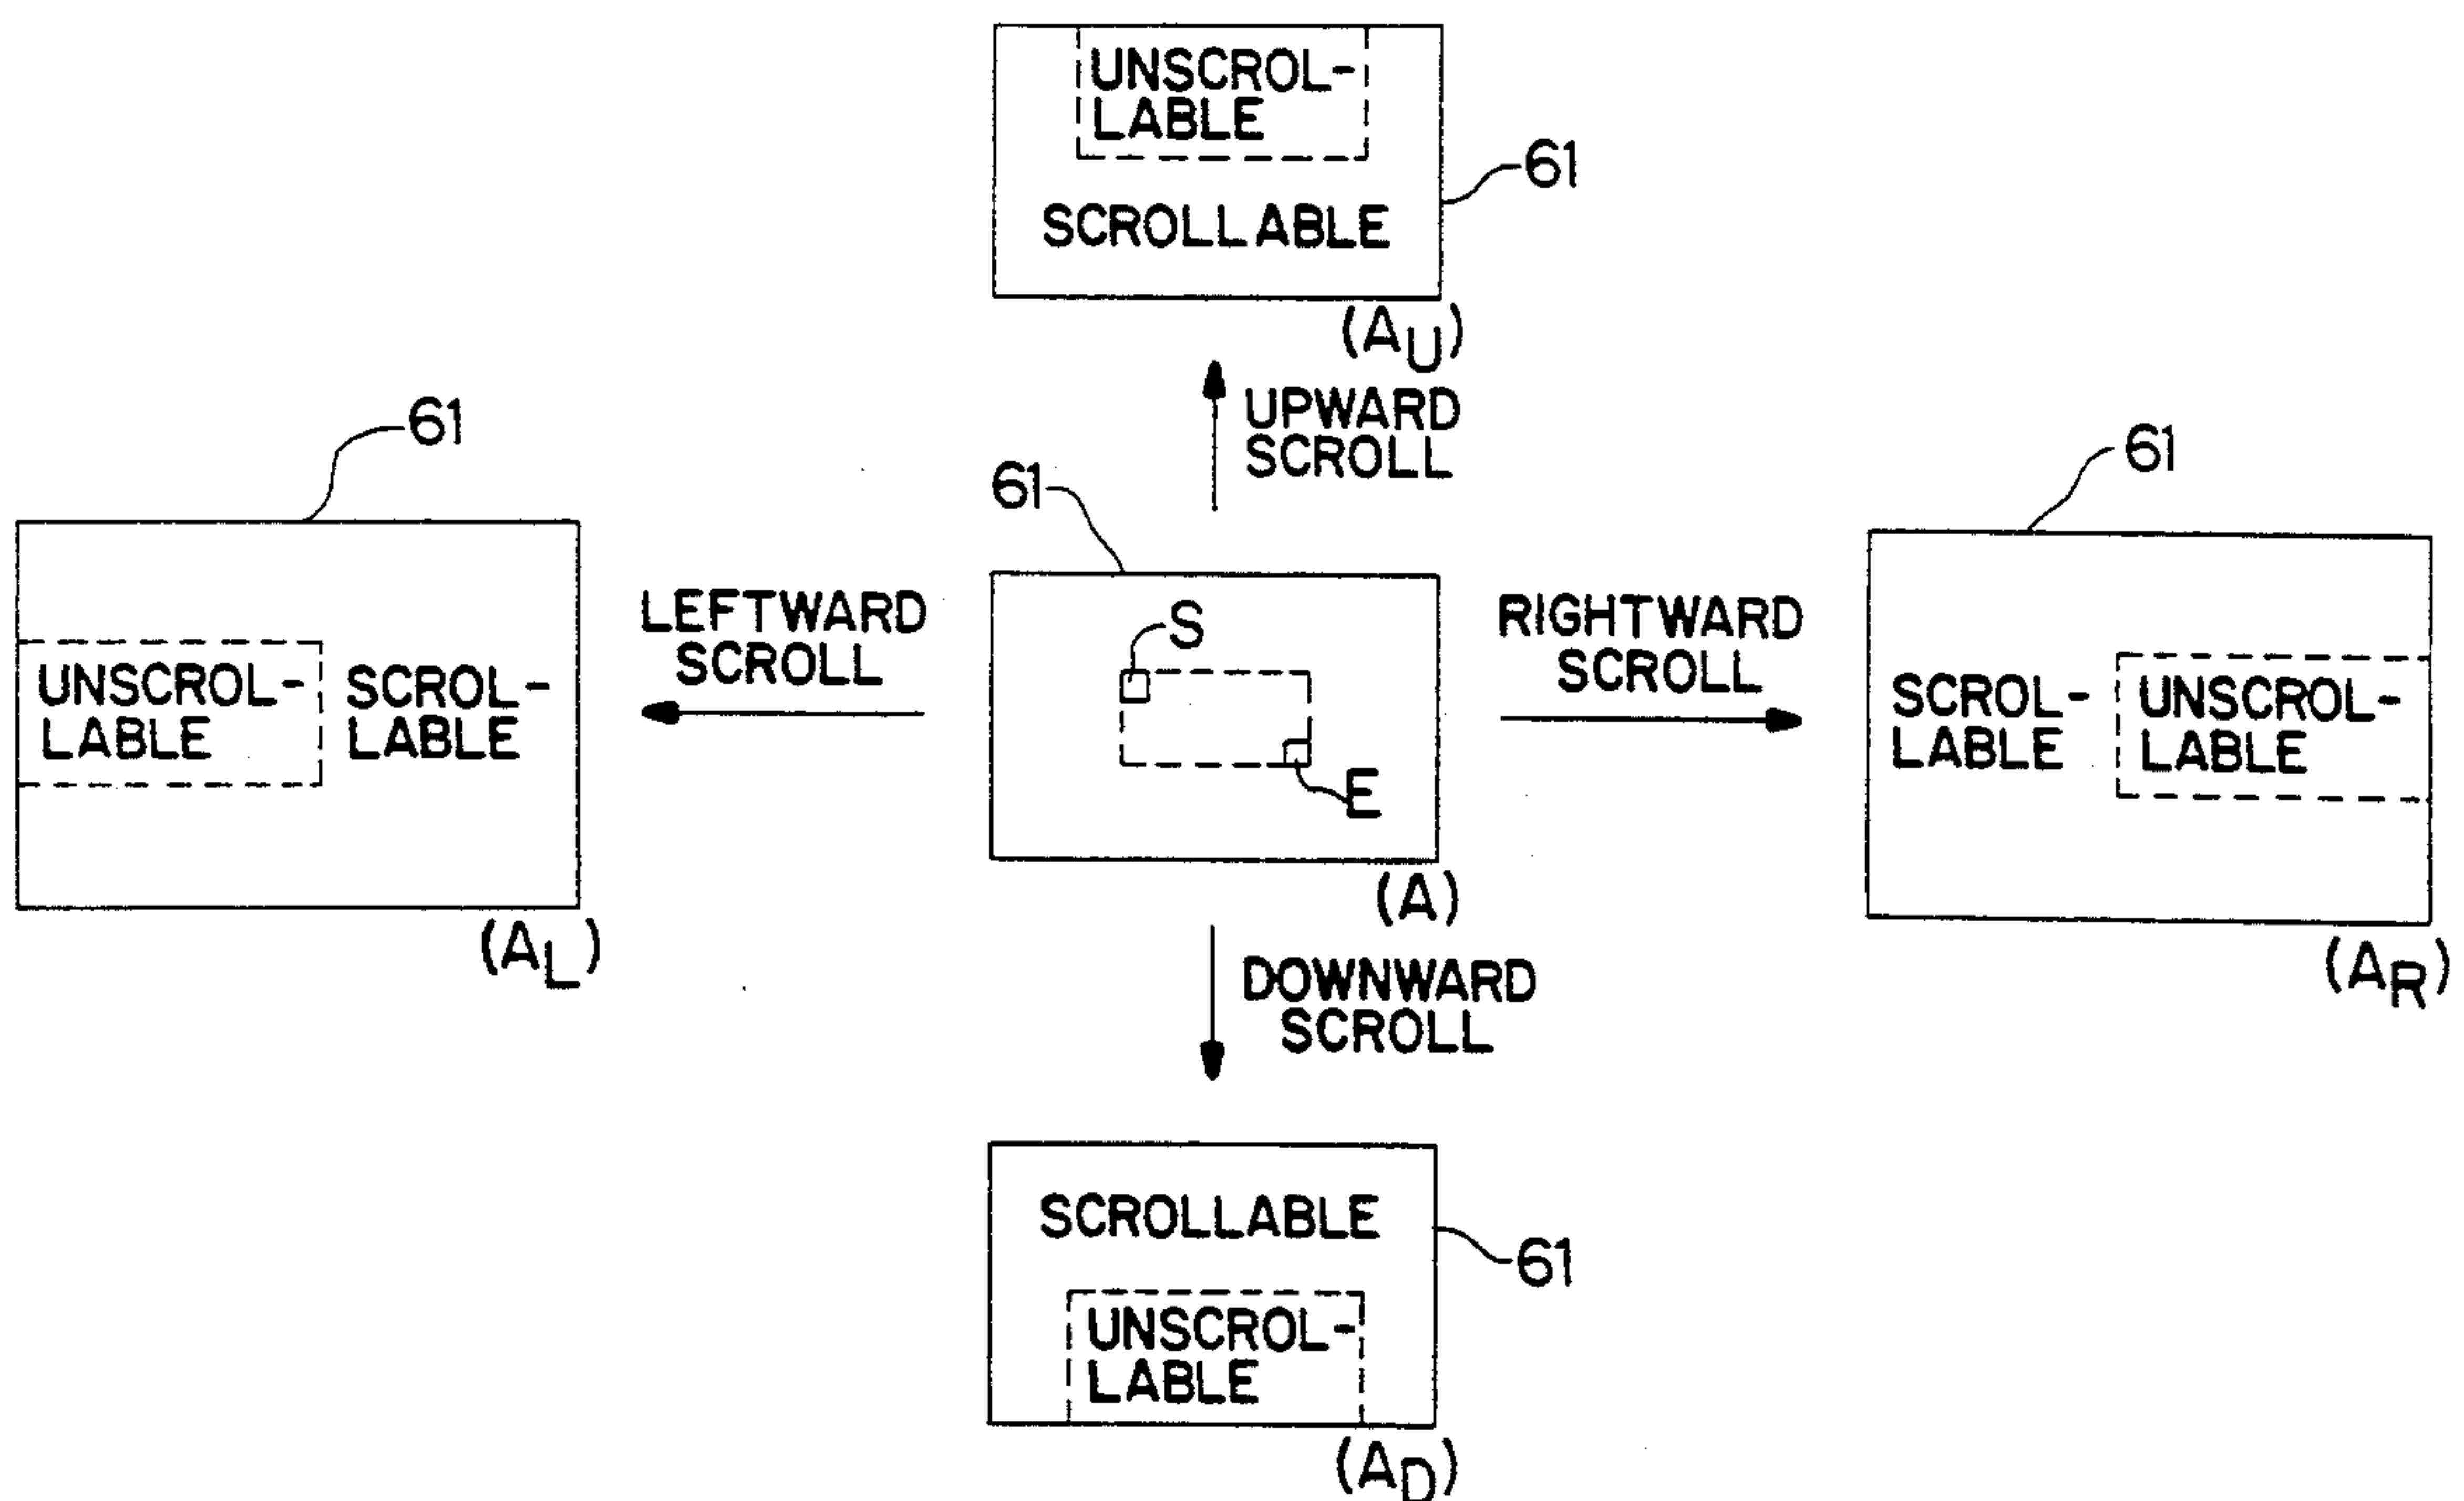 UNSCROL-
LABLE
61
SCROLLABLE
(AU)
UPWARD
SCROLL
61
61
61
LEFTWARD
SCROLL
S
RIGHTWARD
SCROLL
UNSCROL-
LABLE
SCROL-
LABLE
SCROL-
LABLE
UNSCROL-
LABLE
E
(A)
(AL)
(AR)
DOWNWARD
SCROLL
SCROLLABLE
61
UNSCROL-
LABLE
(AD)